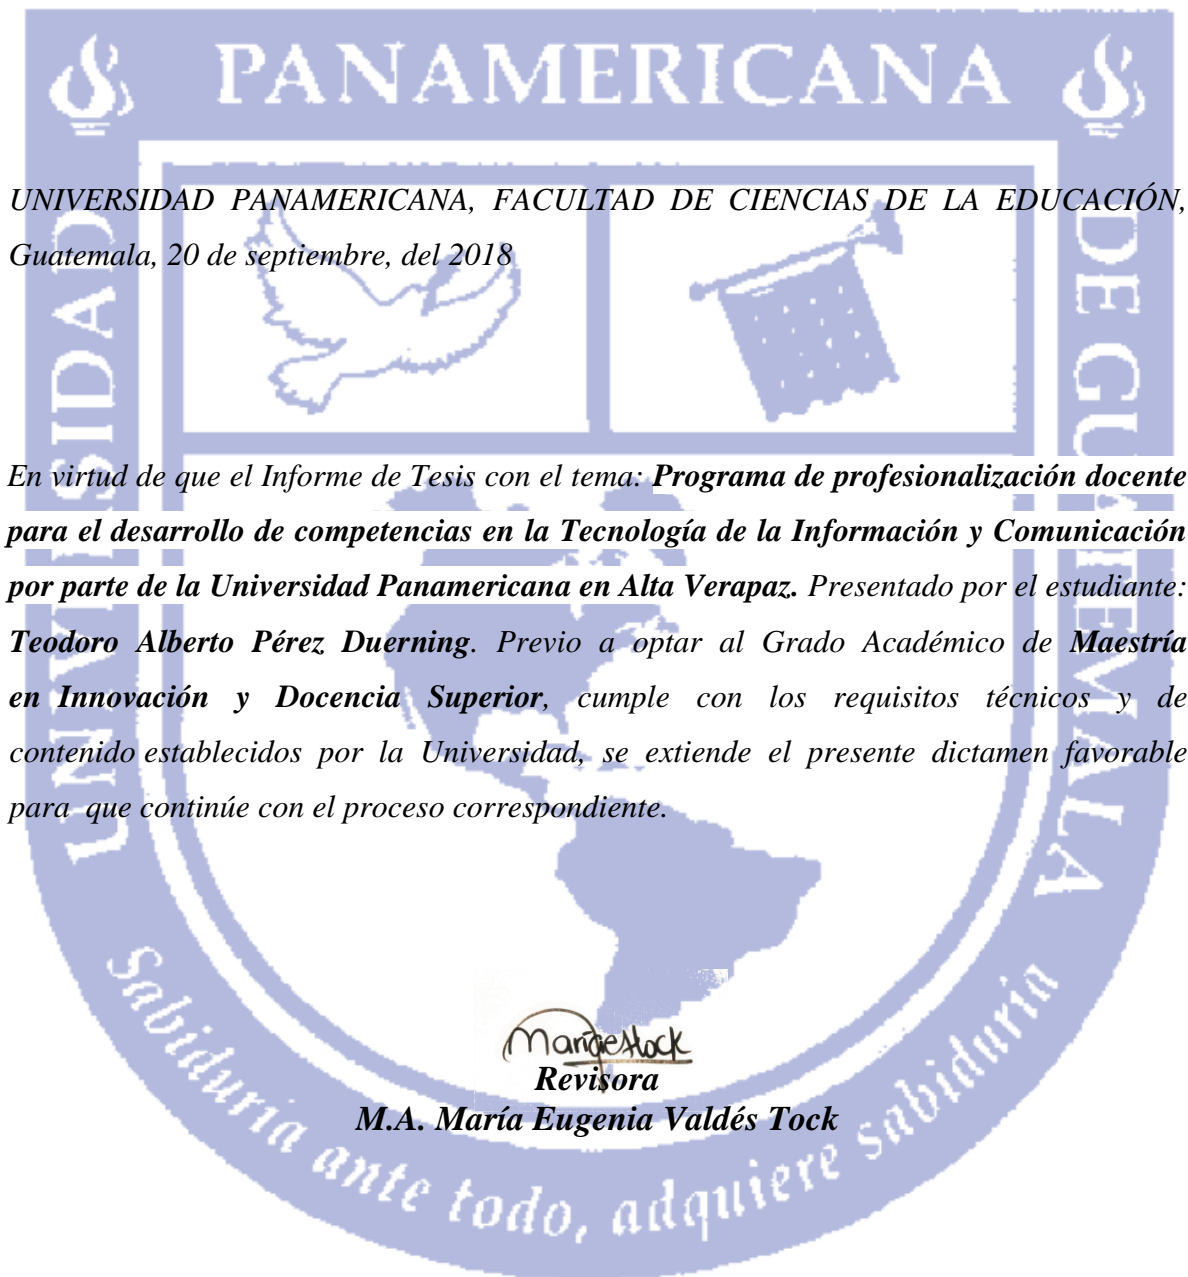 PANAMERICANA
UNIVERSIDAD
DE GUATEMALA
UNIVERSIDAD PANAMERICANA, FACULTAD DE CIENCIAS DE LA EDUCACIÓN,
Guatemala, 20 de septiembre, del 2018
En virtud de que el Informe de Tesis con el tema: Programa de profesionalización docente
para el desarrollo de competencias en la Tecnología de la Información y Comunicación
por parte de la Universidad Panamericana en Alta Verapaz. Presentado por el estudiante:
Teodoro Alberto Pérez Duerning. Previo a optar al Grado Académico de Maestría
en Innovación y Docencia Superior, cumple con los requisitos técnicos y de
contenido establecidos por la Universidad, se extiende el presente dictamen favorable
para que continúe con el proceso correspondiente.
Revisora
M.A. María Eugenia Valdés Tock
Sabiduría ante todo, adquiere sabiduría